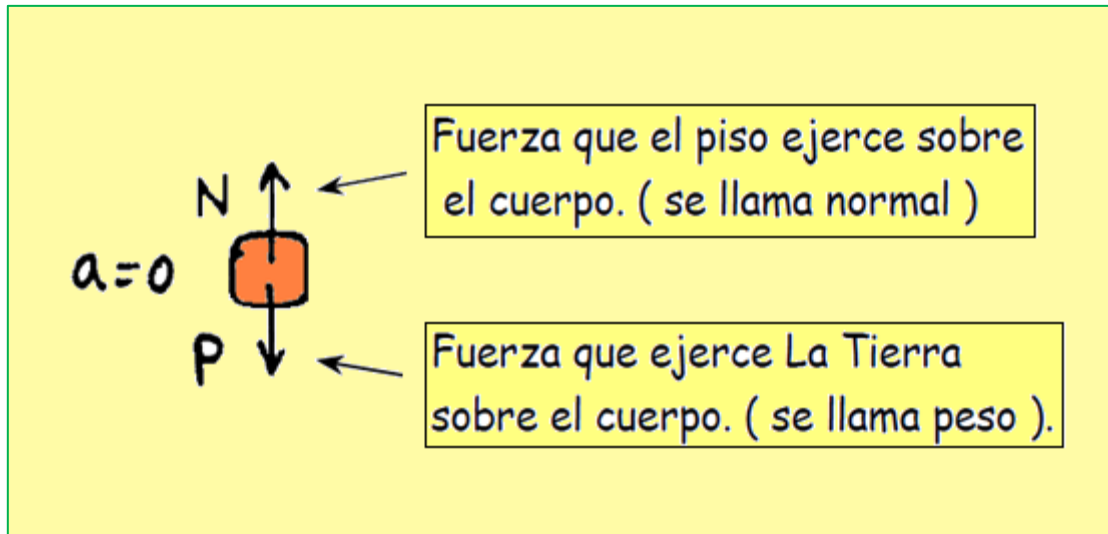 Fuerza que el piso ejerce sobre
el cuerpo. ( se llama normal )
N
a=0
P
Fuerza que ejerce La Tierra
sobre el cuerpo. ( se llama peso ).